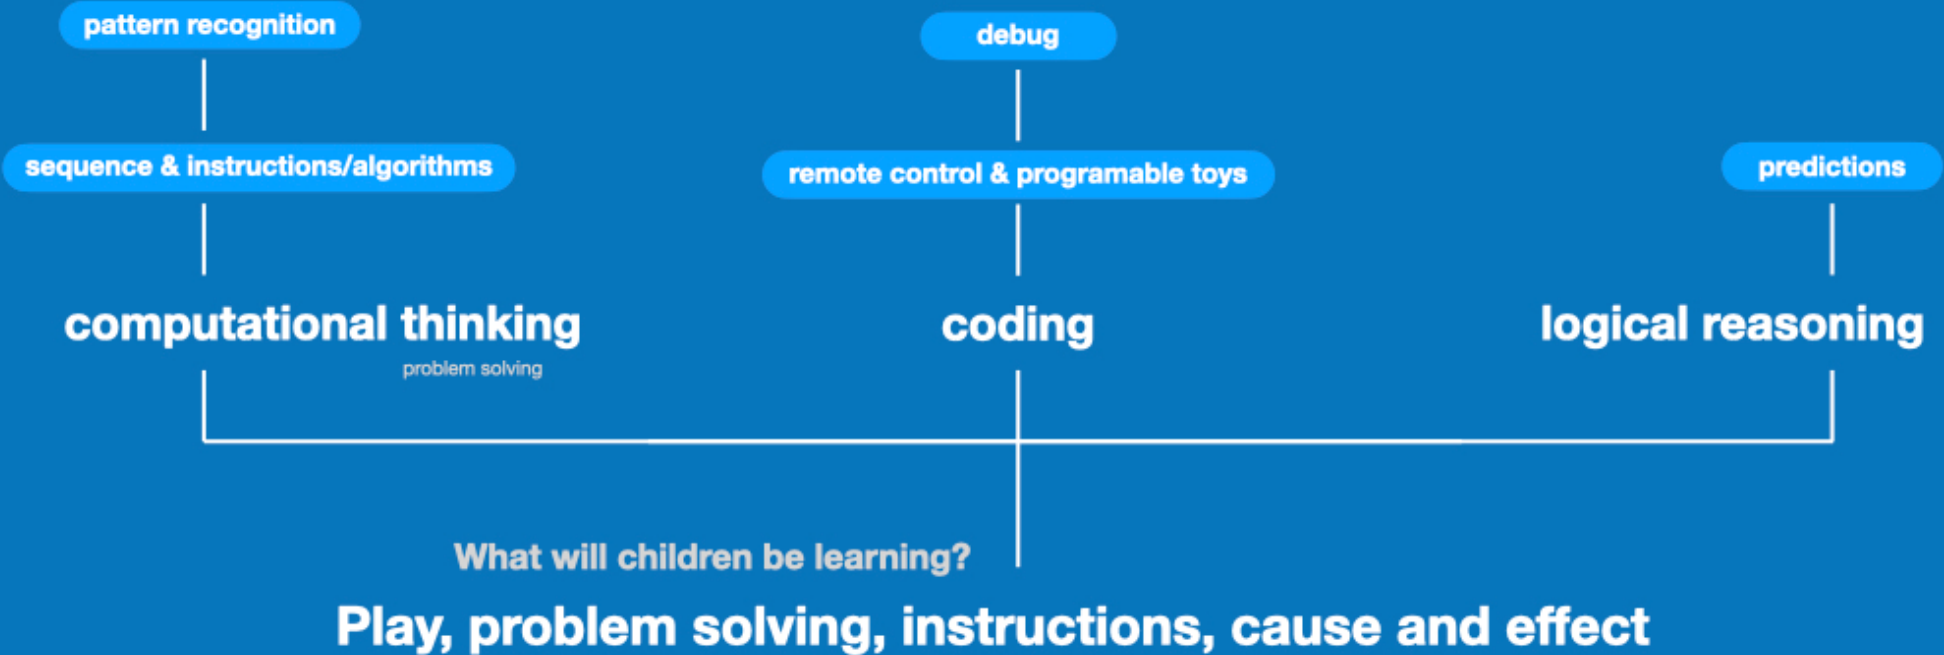 pattern recognition
debug
sequence & instructions/algorithms
remote control & programable toys
predictions
computational thinking
problem solving
coding
logical reasoning
What will children be learning?
Play, problem solving, instructions, cause and effect